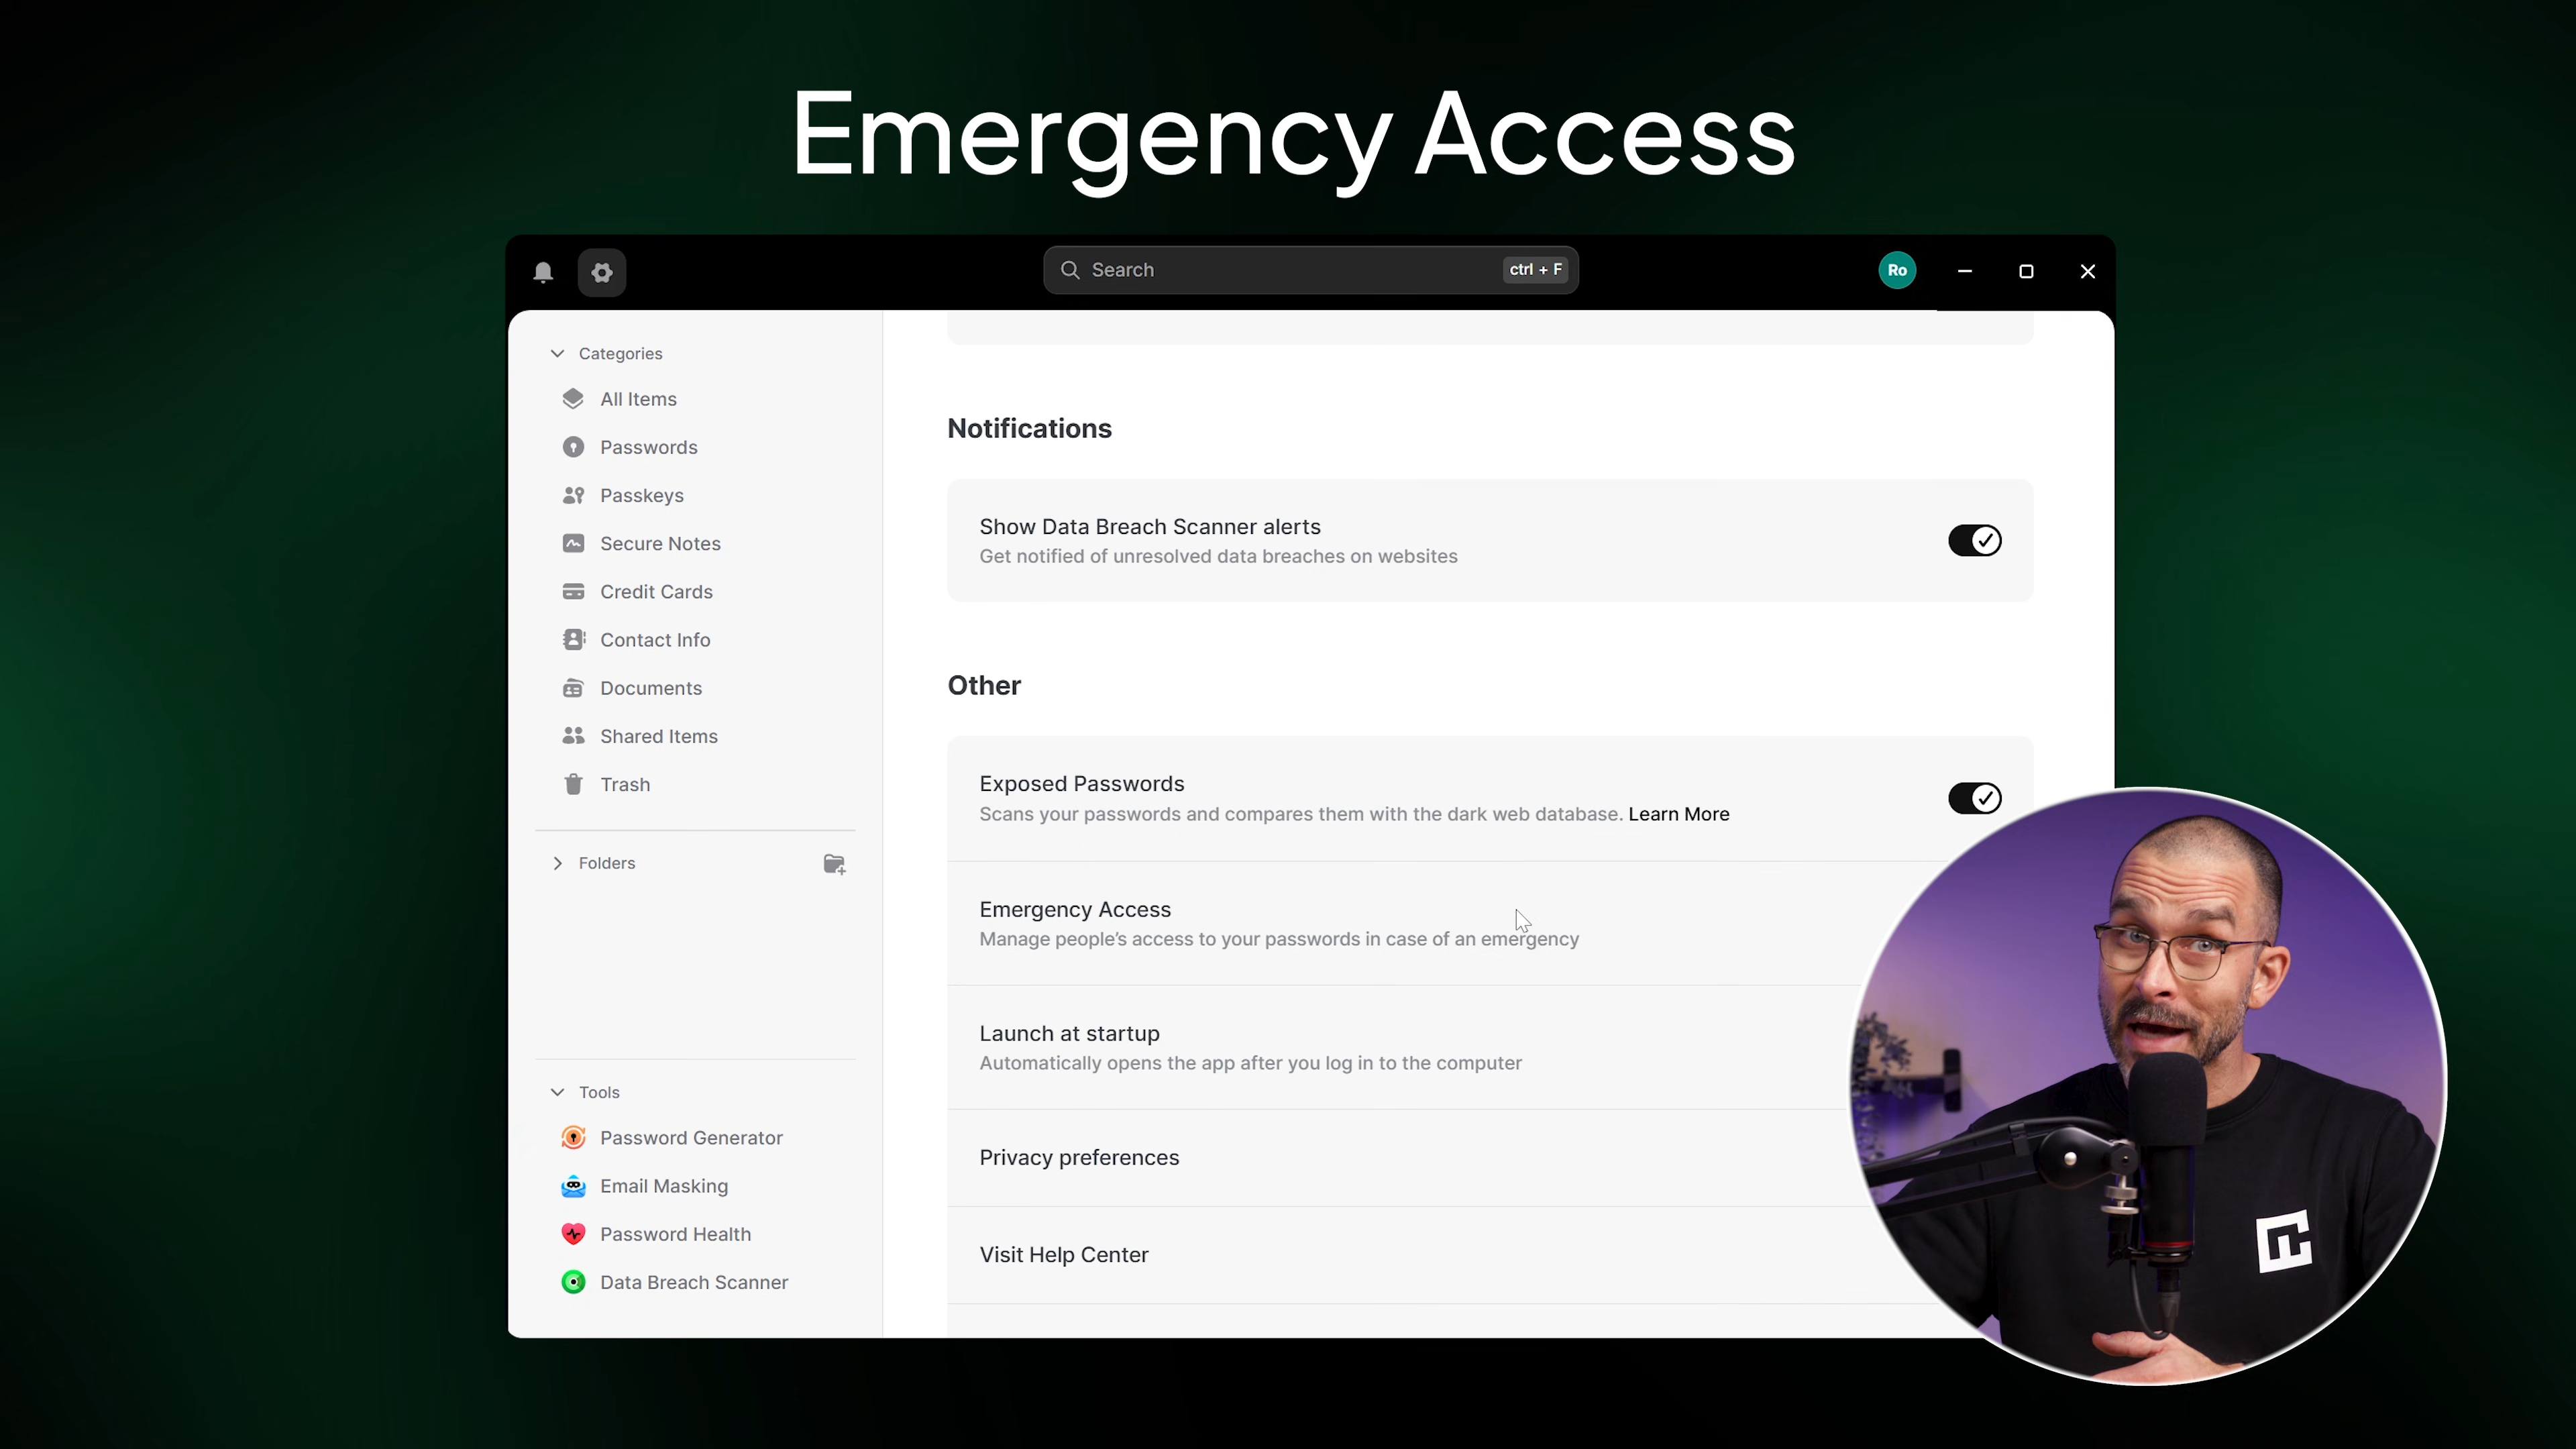 Emergency Access
Search
ctrl + F
Ro
Categories
All Items
Passwords
Passkeys
Secure Notes
Credit Cards
Contact Info
Documents
Shared Items
Trash
Folders
Tools
Password Generator
Email Masking
Password Health
Data Breach Scanner
Notifications
Show Data Breach Scanner alerts
Get notified of unresolved data breaches on websites
Other
Exposed Passwords
Scans your passwords and compares them with the dark web database. Learn More
Emergency Access
Manage people’s access to your passwords in case of an emergency
Launch at startup
Automatically opens the app after you log in to the computer
Privacy preferences
Visit Help Center